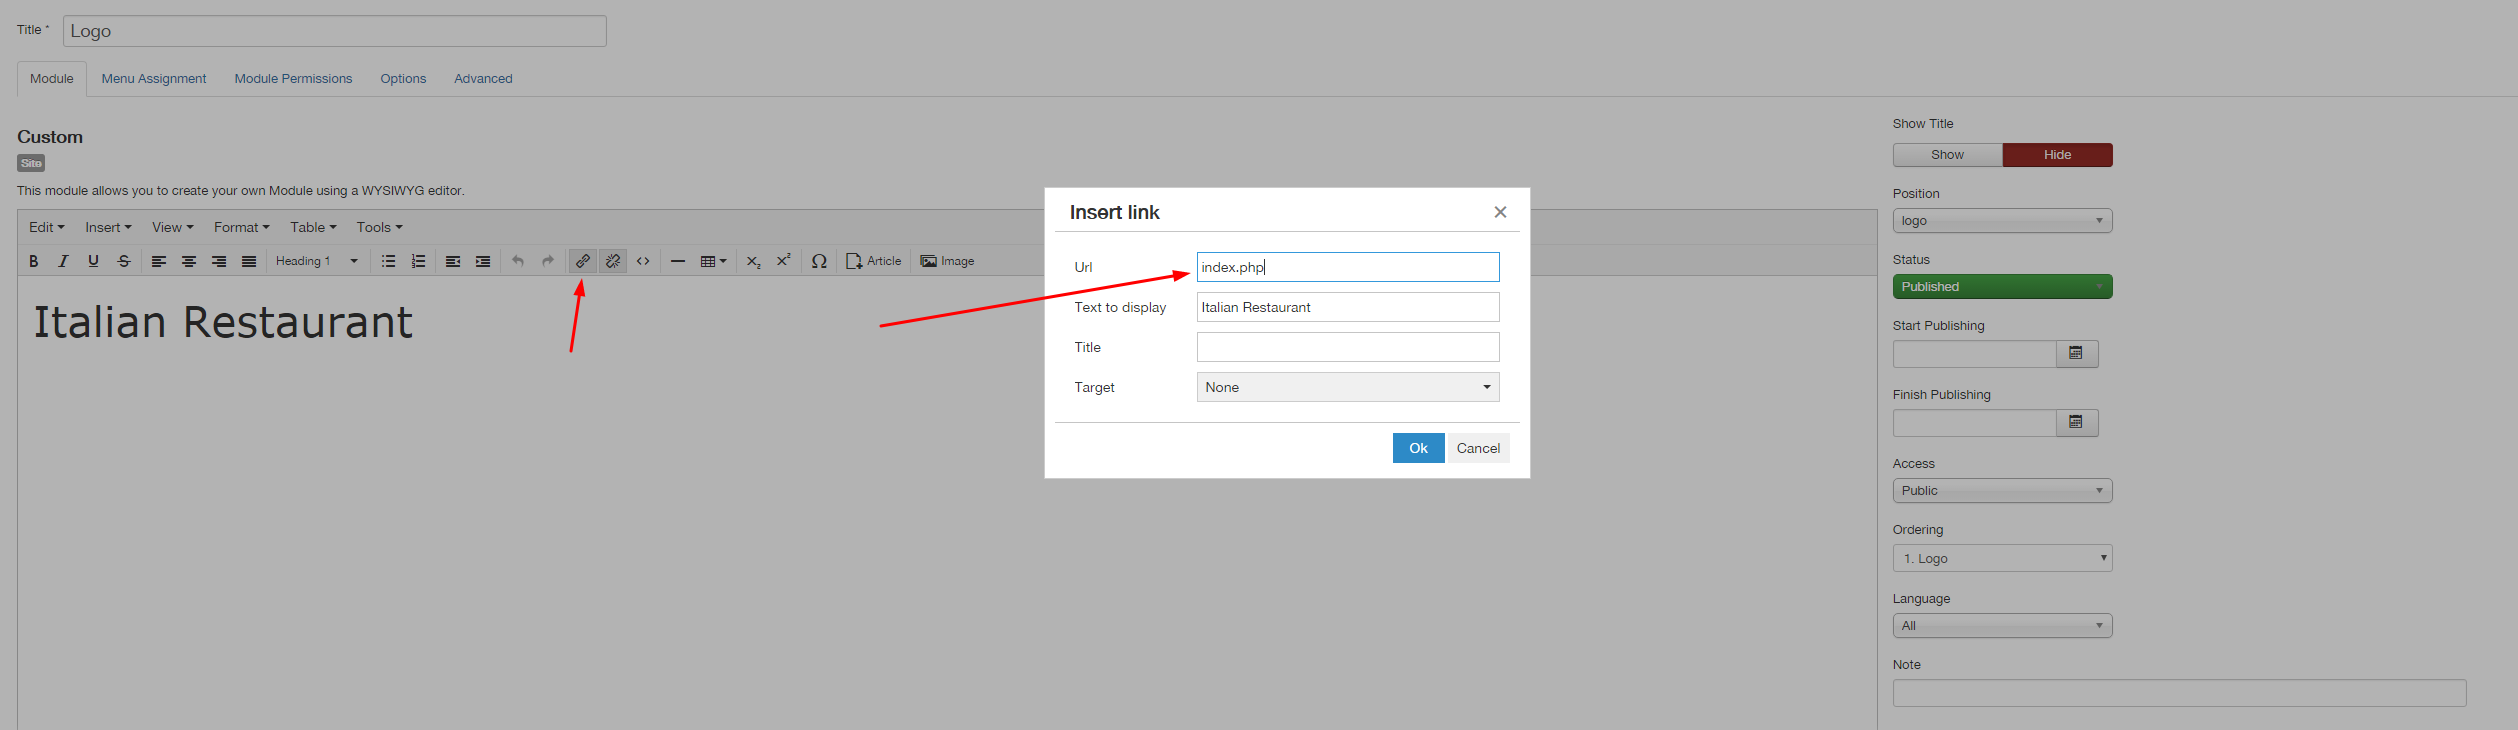 Title *
Logo
Module Menu Assignment Module Permissions Options Advanced
Custom
Site
This module allows you to create your own Module using a WYSIWYG editor.
Edit Insert View Format Table Tools
B I U S Heading 1 <> X2 X2 Ω Article Image
Italian Restaurant
Insert link ×
Url index.php
Text to display Italian Restaurant
Title
Target None
Ok Cancel
Show Title
Show Hide
Position
logo
Status
Published
Start Publishing
Finish Publishing
Access
Public
Ordering
1. Logo
Language
All
Note